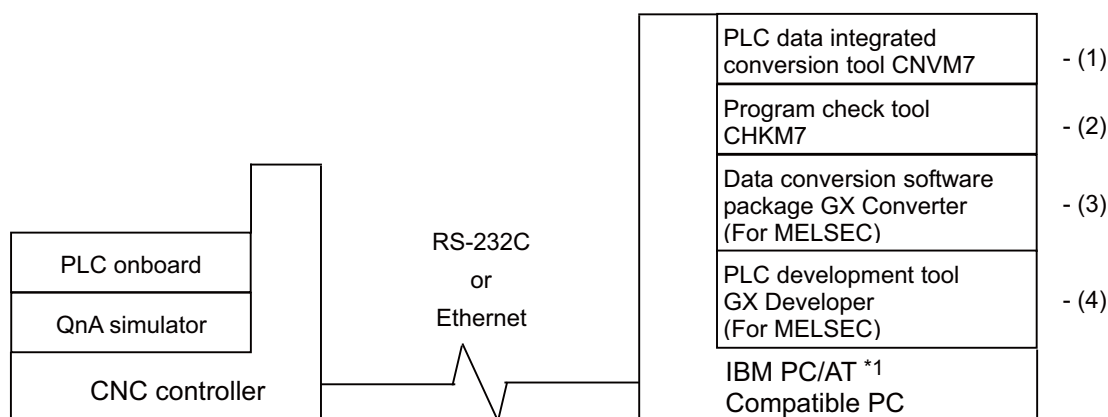 PLC data integrated
conversion tool CNVM7
- (1)
Program check tool
CHKM7
- (2)
Data conversion software
package GX Converter
(For MELSEC)
- (3)
PLC development tool
GX Developer
(For MELSEC)
- (4)
IBM PC/AT *1
Compatible PC
RS-232C
or
Ethernet
PLC onboard
QnA simulator
CNC controller